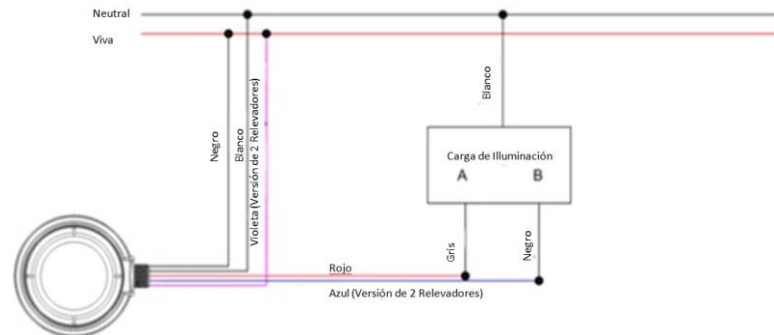 Neutral
Viva
Negro
Blanco
Violeta (Versión de 2 Relevadores)
Blanco
Carga de Illuminación
A B
Gris
Negro
Rojo
Azul (Versión de 2 Relevadores)